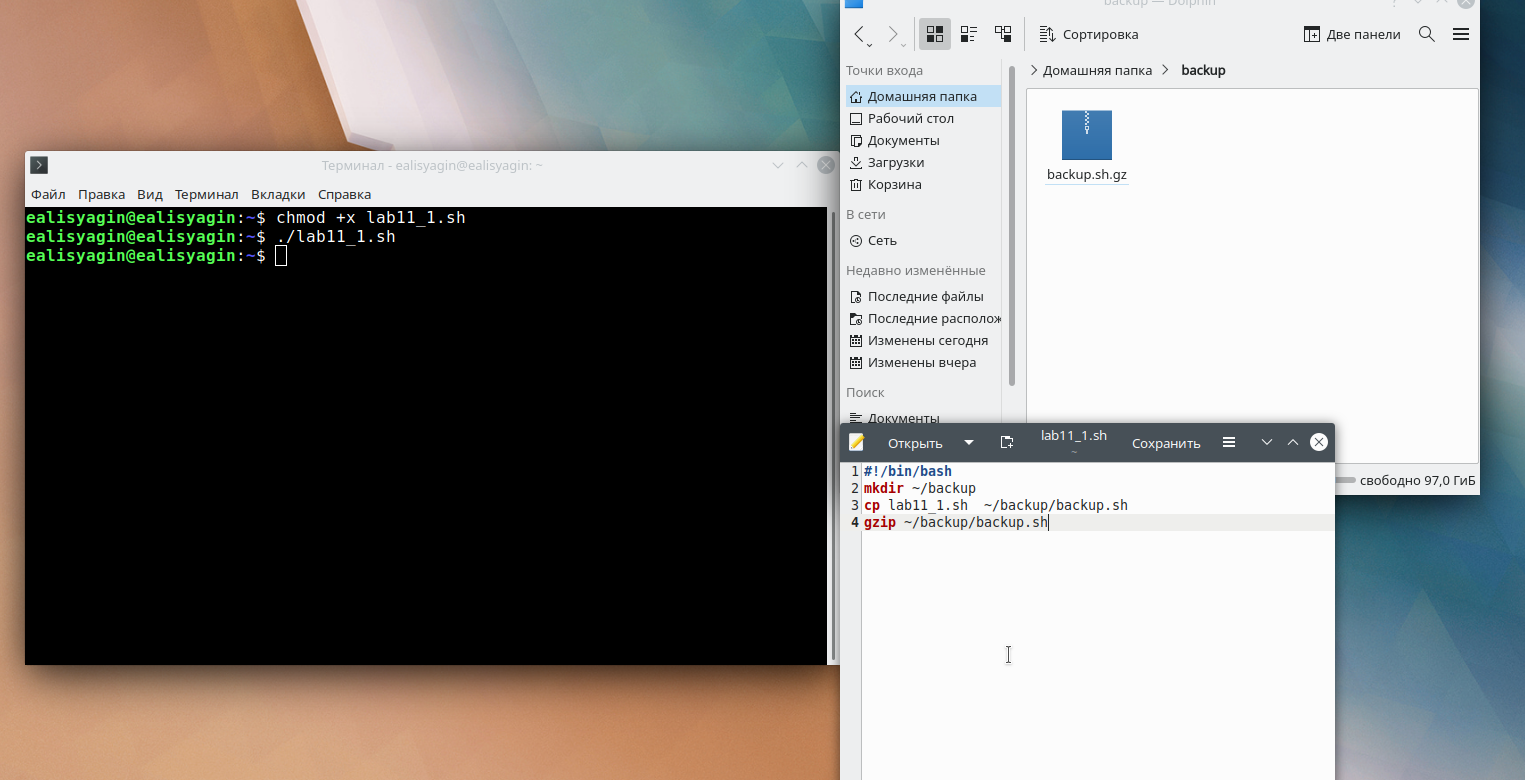 Терминал - ealisyagin@ealisyagin: ~
Файл Правка Вид Терминал Вкладки Справка
ealisyagin@ealisyagin:~$ chmod +x lab11_1.sh
ealisyagin@ealisyagin:~$ ./lab11_1.sh
ealisyagin@ealisyagin:~$
backup — Dolphin
Сортировка Две панели
Точки входа
Домашняя папка
Рабочий стол
Документы
Загрузки
Корзина
В сети
Сеть
Недавно изменённые
Последние файлы
Последние располож
Изменены сегодня
Изменены вчера
Поиск
Документы
Домашняя папка > backup
backup.sh.gz
свободно 97,0 ГиБ
Открыть lab11_1.sh Сохранить
~
1 #!/bin/bash
2 mkdir ~/backup
3 cp lab11_1.sh  ~/backup/backup.sh
4 gzip ~/backup/backup.sh